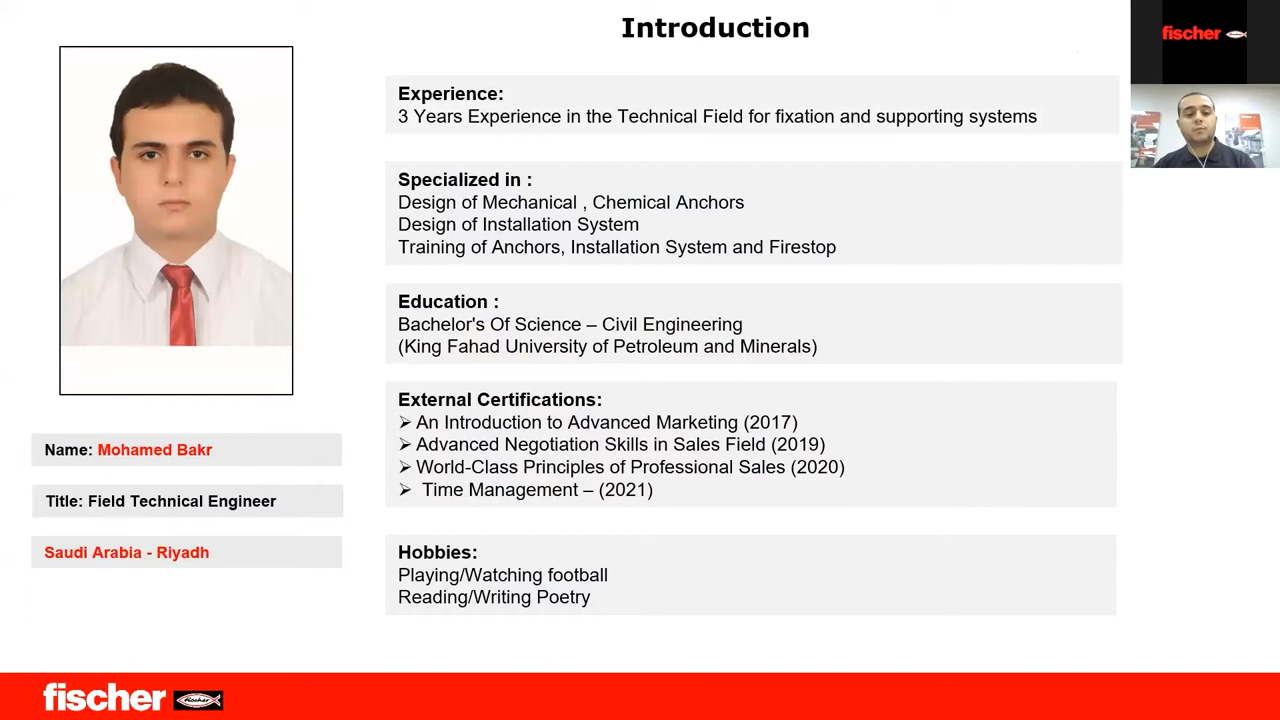 Introduction
fischer
Experience:
3 Years Experience in the Technical Field for fixation and supporting systems
Specialized in :
Design of Mechanical , Chemical Anchors
Design of Installation System
Training of Anchors, Installation System and Firestop
Education :
Bachelor's Of Science – Civil Engineering
(King Fahad University of Petroleum and Minerals)
External Certifications:
➢ An Introduction to Advanced Marketing (2017)
➢ Advanced Negotiation Skills in Sales Field (2019)
➢ World-Class Principles of Professional Sales (2020)
➢ Time Management – (2021)
Hobbies:
Playing/Watching football
Reading/Writing Poetry
Name: Mohamed Bakr
Title: Field Technical Engineer
Saudi Arabia - Riyadh
fischer